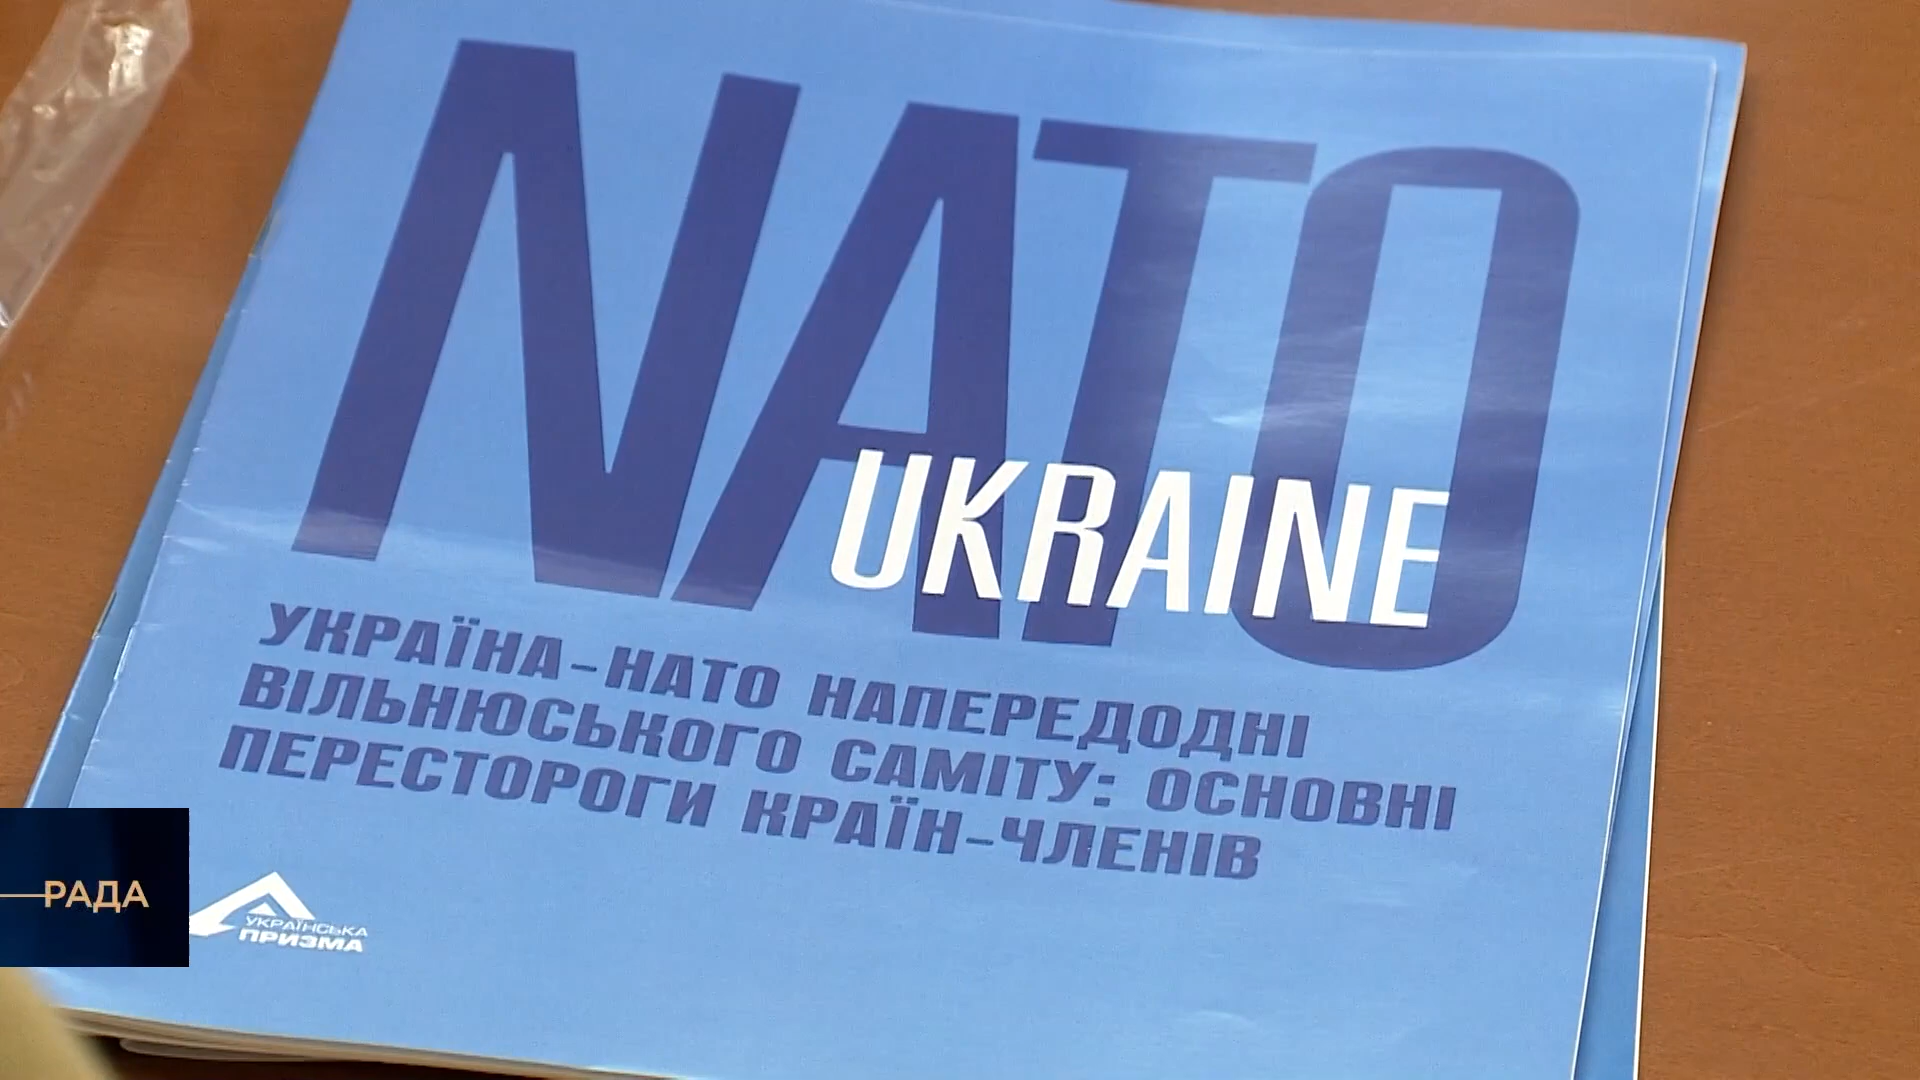 NATO
UKRAINE
УКРАЇНА–НАТО НАПЕРЕДОДНІ
ВІЛЬНЮСЬКОГО САМІТУ: ОСНОВНІ
ПЕРЕСТОРОГИ КРАЇН-ЧЛЕНІВ
РАДА
УКРАЇНСЬКА
ПРИЗМА